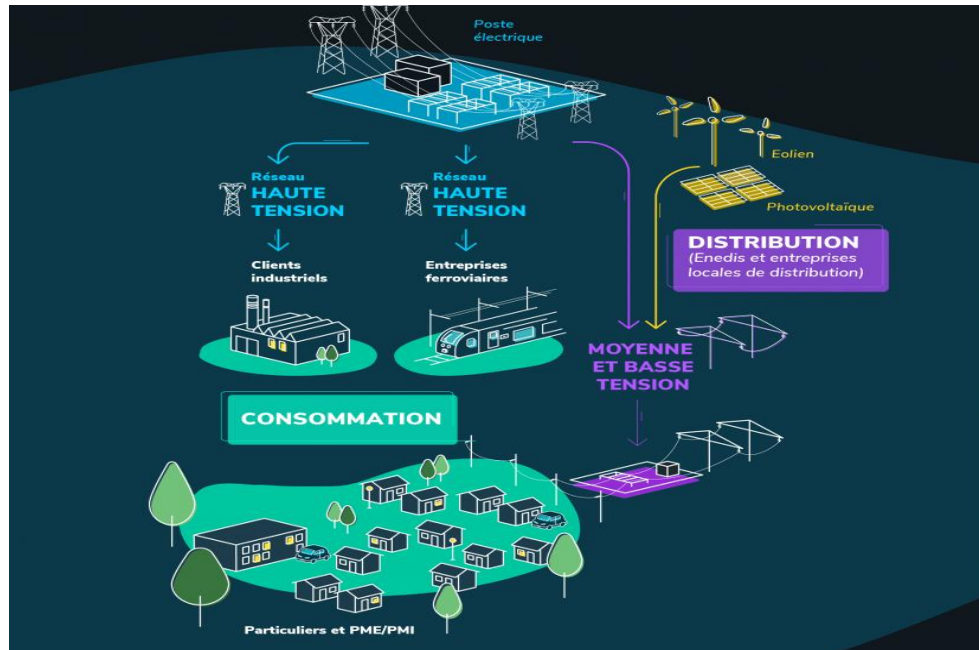 Poste
électrique
Eolien
Photovoltaïque
Réseau
HAUTE
TENSION
Réseau
HAUTE
TENSION
DISTRIBUTION
(Enedis et entreprises
locales de distribution)
Clients
industriels
Entreprises
ferroviaires
MOYENNE
ET BASSE
TENSION
CONSOMMATION
Particuliers et PME/PMI